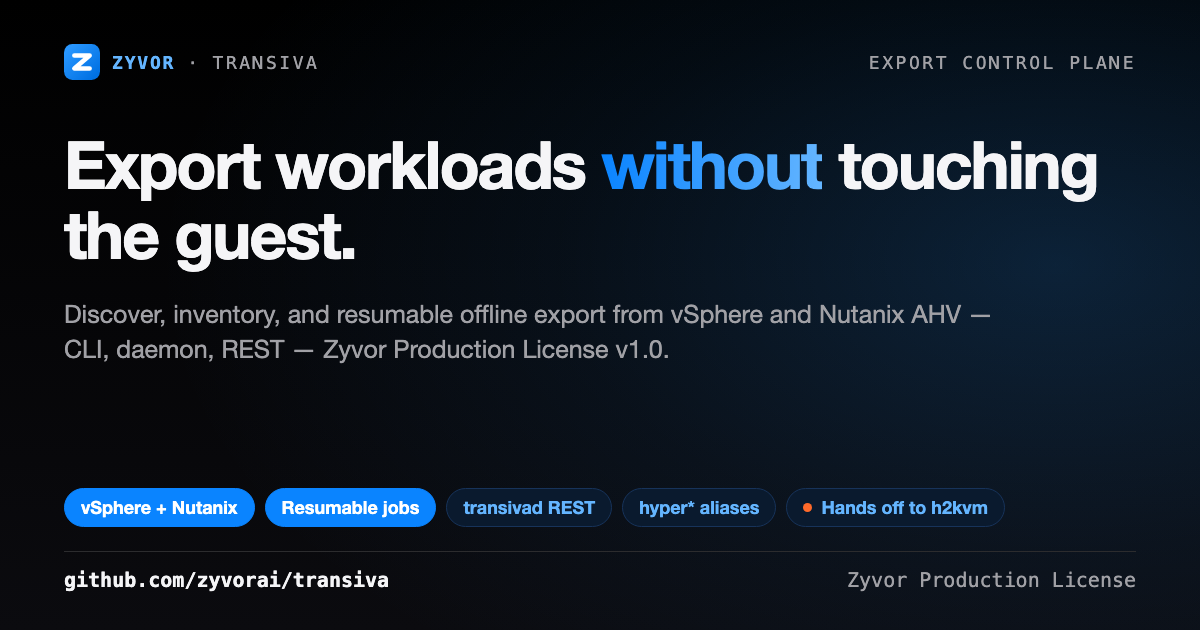 Z ZYVOR · TRANSIVA
EXPORT CONTROL PLANE
Export workloads without touching
the guest.
Discover, inventory, and resumable offline export from vSphere and Nutanix AHV —
CLI, daemon, REST — Zyvor Production License v1.0.
vSphere + Nutanix
Resumable jobs
transivad REST
hyper* aliases
Hands off to h2kvm
github.com/zyvorai/transiva
Zyvor Production License